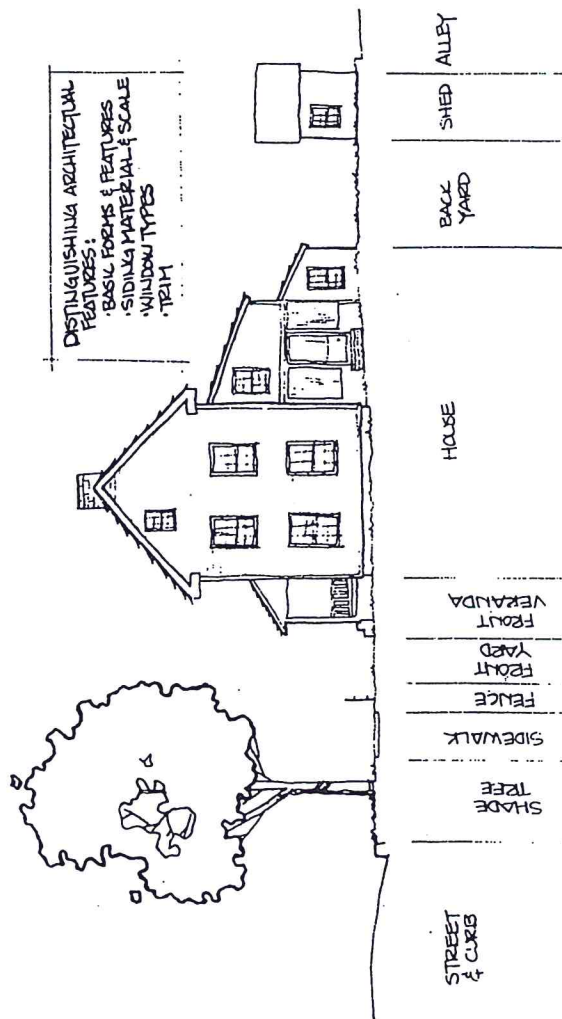 DISTINGUISHING ARCHITECTUAL
FEATURES:
· BASIC FORMS & FEATURES
· SIDING MATERIAL & SCALE
· WINDOW TYPES
· TRIM
STREET
& CURB
SHADE
TREE
SIDEWALK
FENCE
FRONT
YARD
FRONT
VERANDA
HOUSE
BACK
YARD
SHED
ALLEY